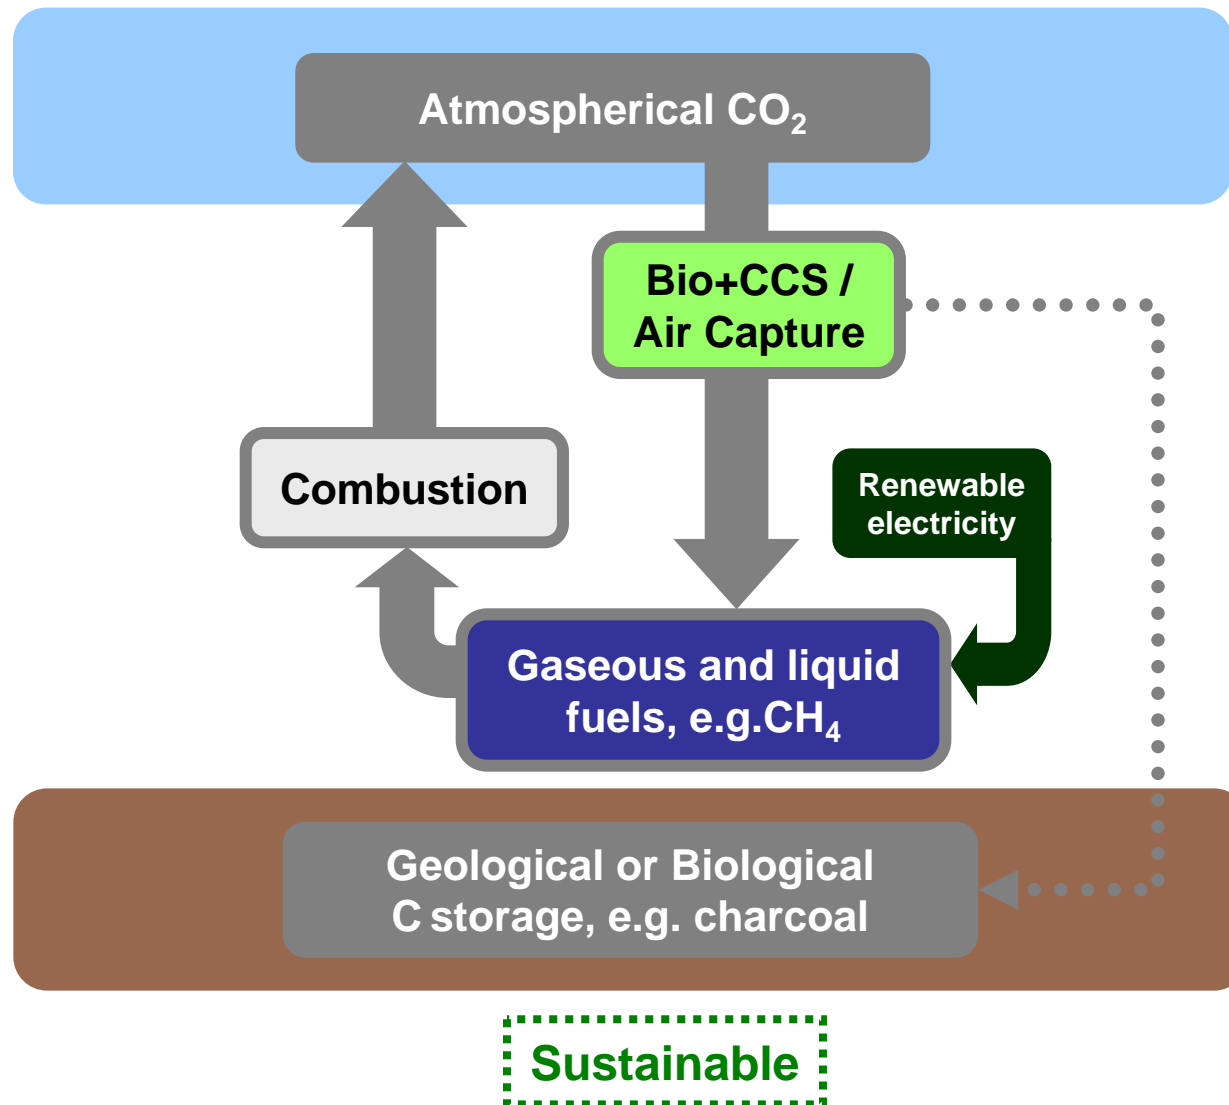 Atmospherical CO₂
Bio+CCS /
Air Capture
Combustion
Renewable
electricity
Gaseous and liquid
fuels, e.g.CH₄
Geological or Biological
C storage, e.g. charcoal
Sustainable